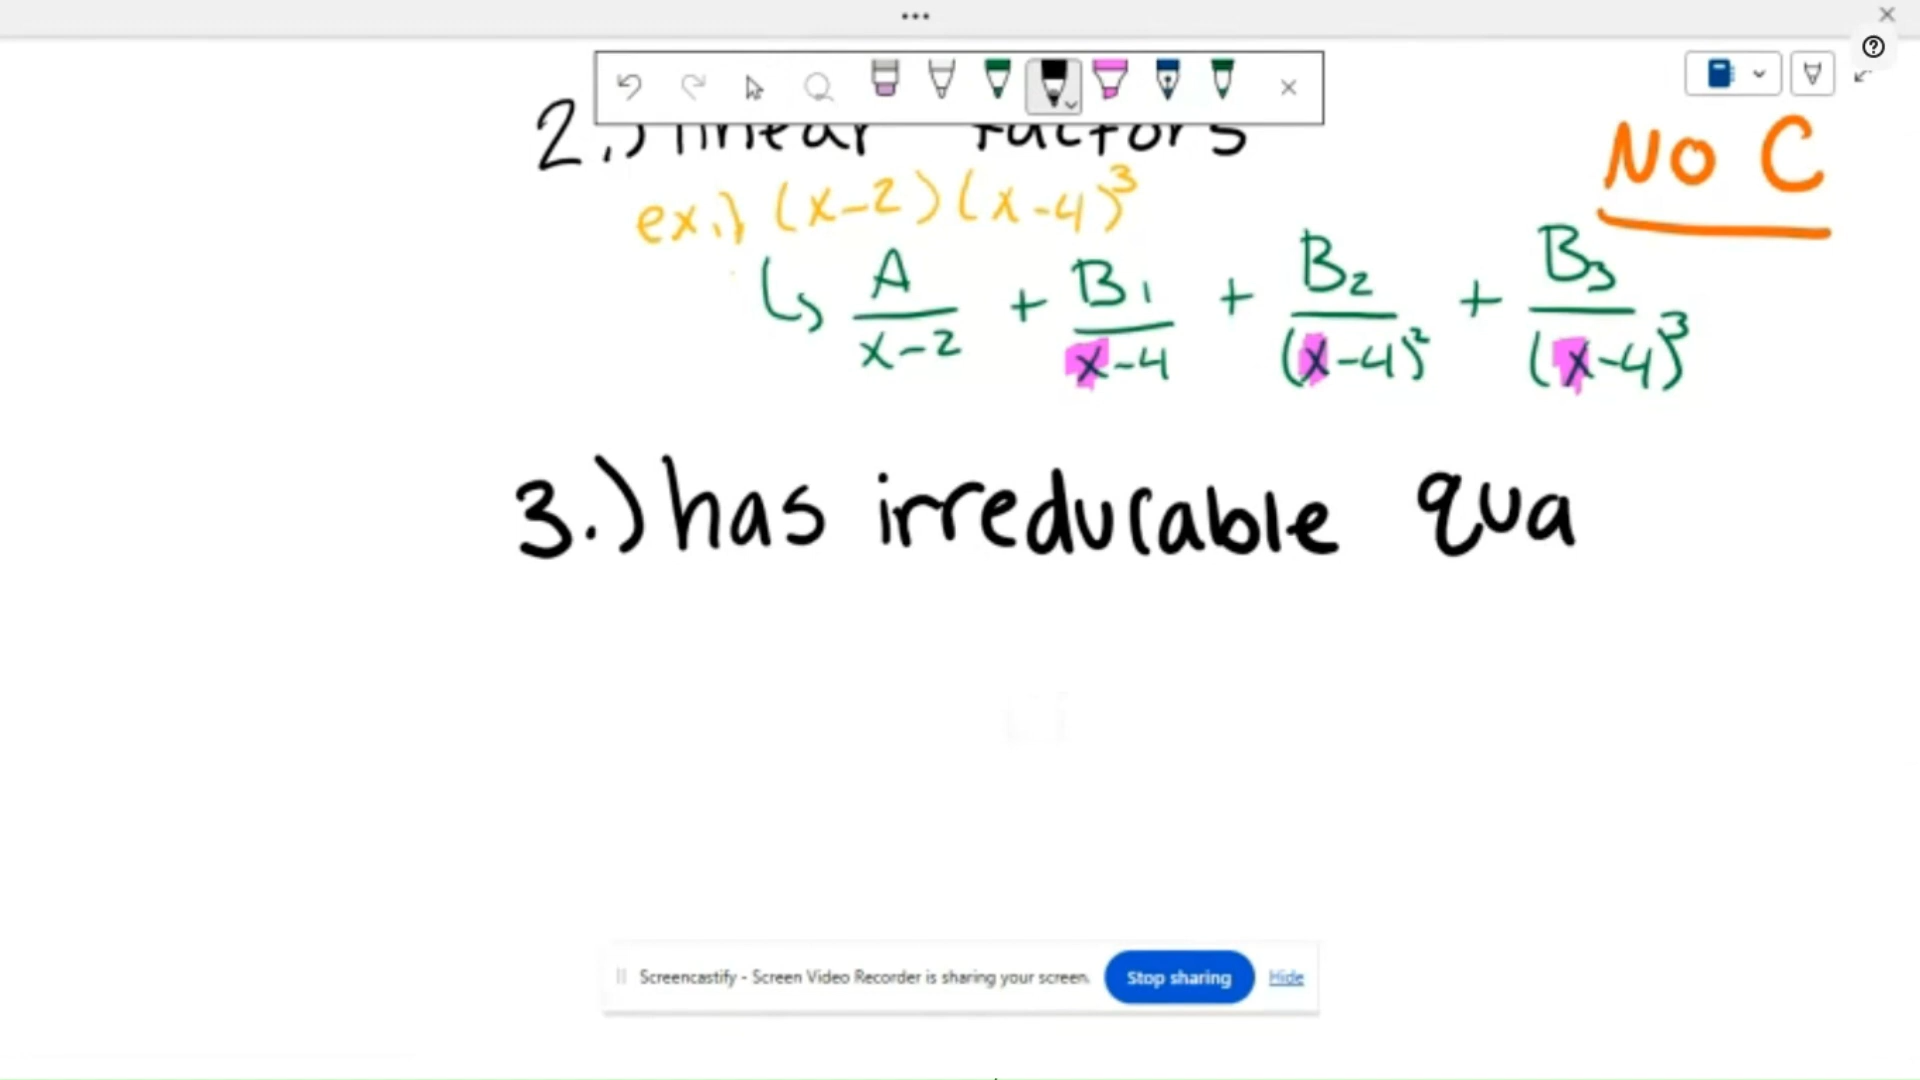 2.) linear factors
No C
ex.) (x-2)(x-4)³
↳ A/(x-2) + B₁/(x-4) + B₂/(x-4)² + B₃/(x-4)³
3.) has irreducable qua
Screencastify - Screen Video Recorder is sharing your screen. Stop sharing Hide